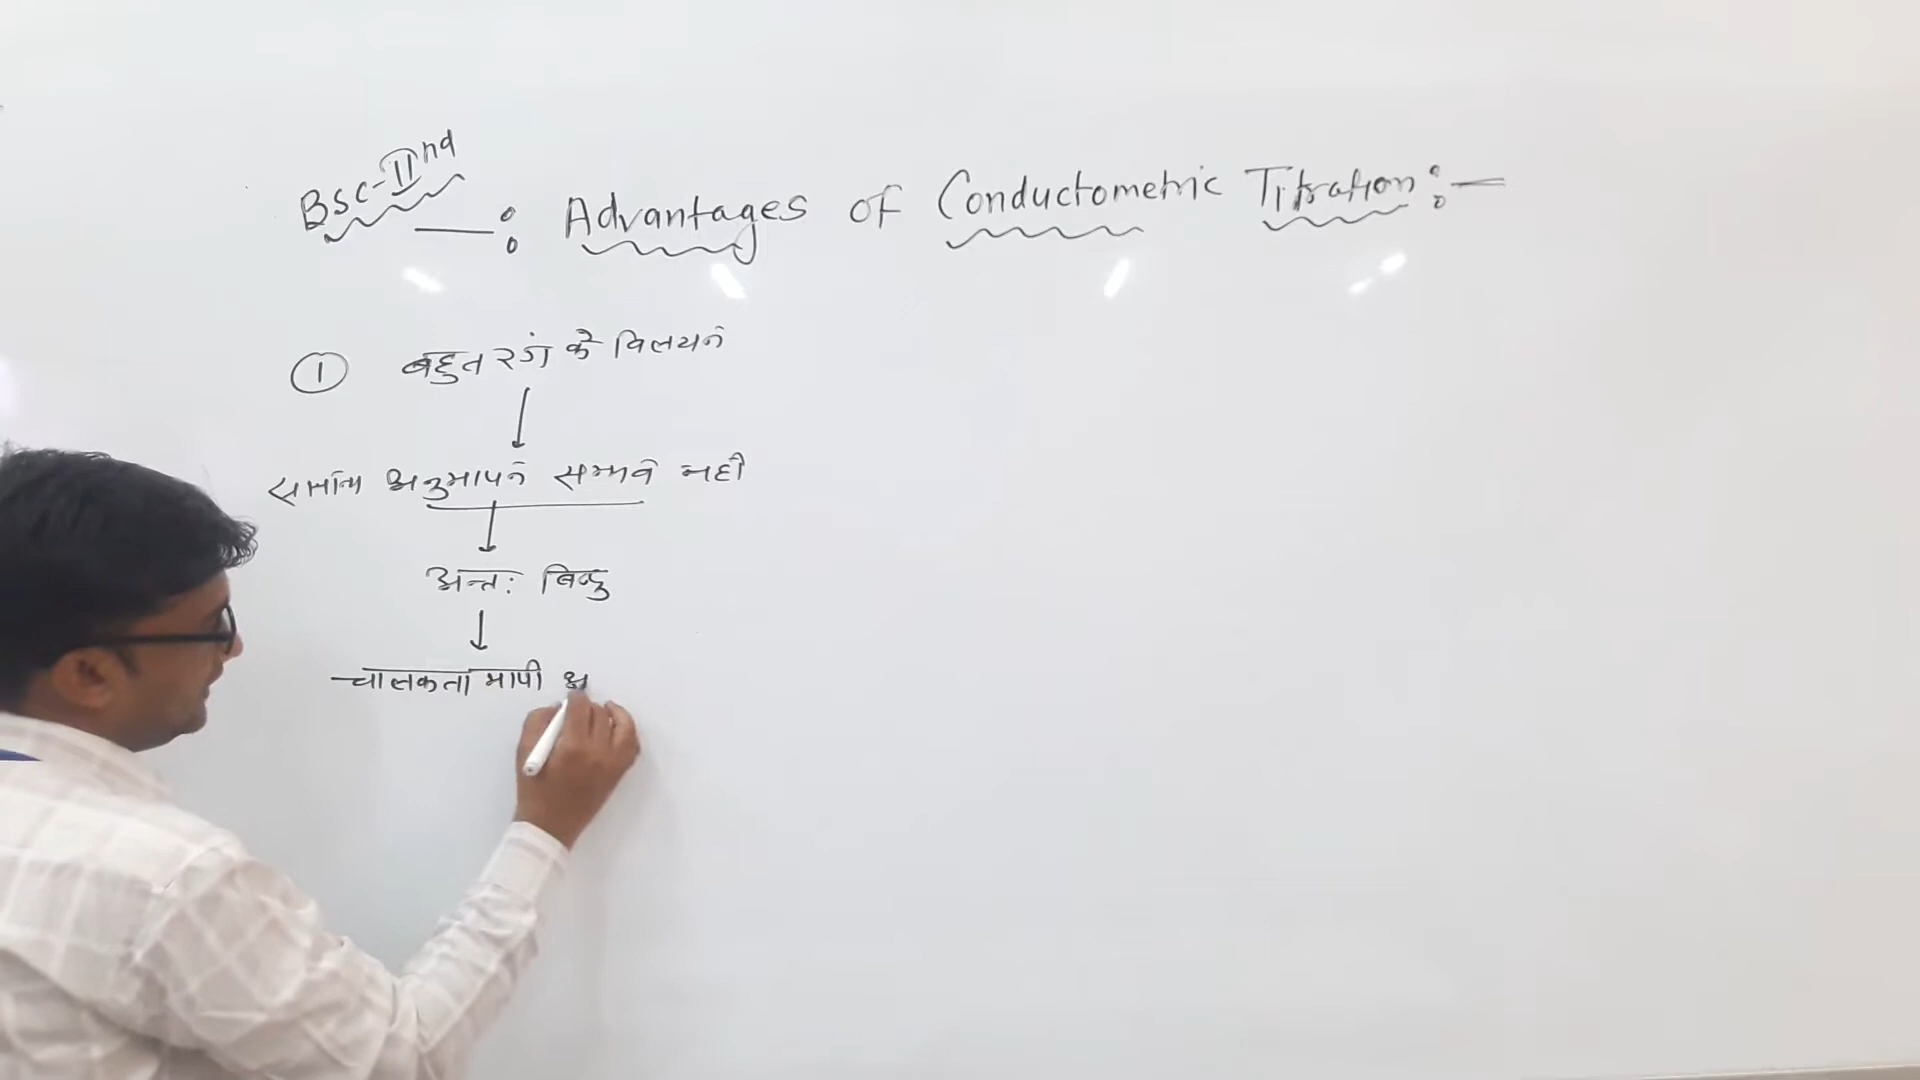 Bsc-IInd
—: Advantages of Conductometric Titration:—
① बहुत रंग के विलयन
सामान्य अनुमापन सम्भव नही
अन्त: बिन्दु
चालकता मापी अ